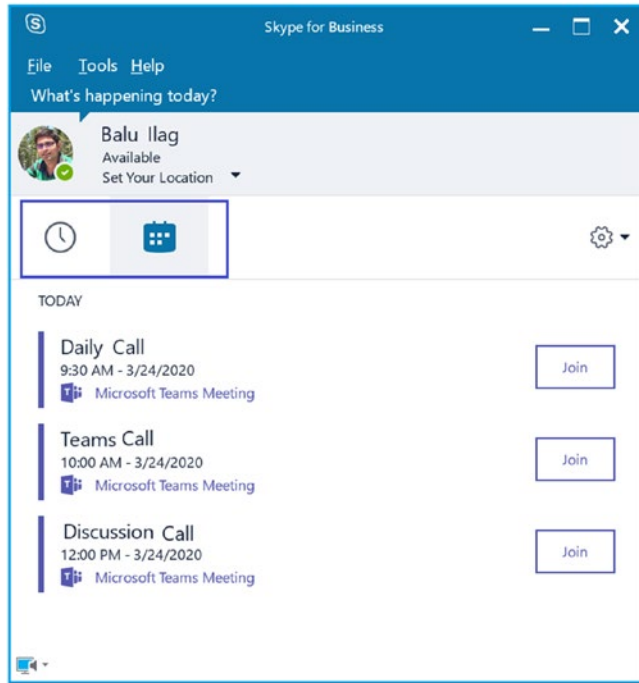 Skype for Business
File Tools Help
What's happening today?
Balu Ilag
Available
Set Your Location
TODAY
Daily Call
9:30 AM - 3/24/2020
Microsoft Teams Meeting
Join
Teams Call
10:00 AM - 3/24/2020
Microsoft Teams Meeting
Join
Discussion Call
12:00 PM - 3/24/2020
Microsoft Teams Meeting
Join